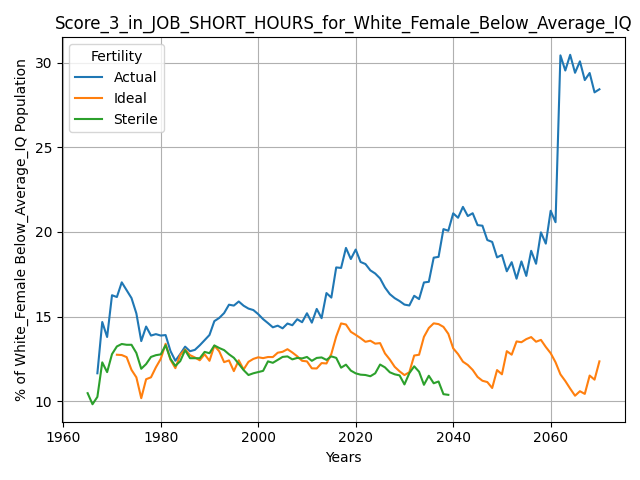 Score_3_in_JOB_SHORT_HOURS_for_White_Female_Below_Average_IQ
Fertility
Actual
Ideal
Sterile
% of White_Female Below_Average_IQ Population
30
25
20
15
10
1960
1980
2000
2020
2040
2060
Years